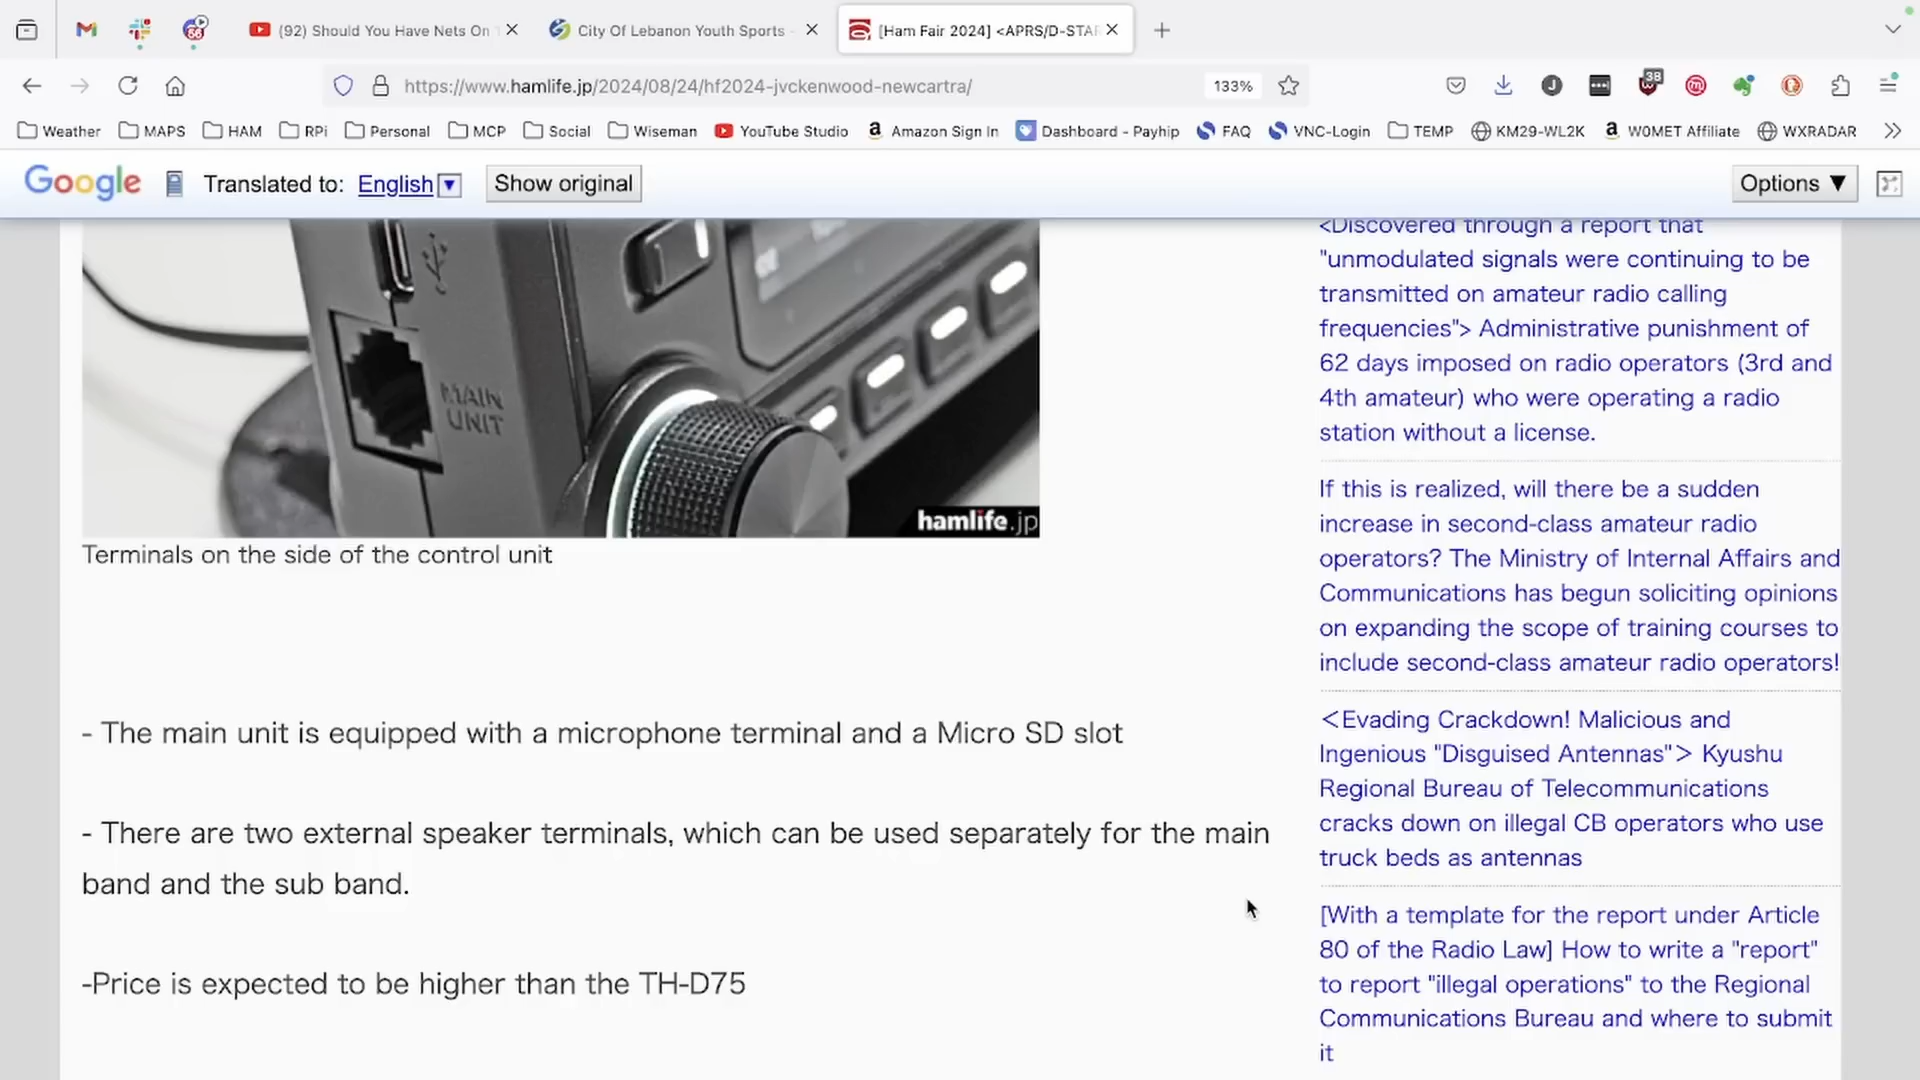 (92) Should You Have Nets On
City Of Lebanon Youth Sports -
[Ham Fair 2024] <APRS/D-STAR
https://www.hamlife.jp/2024/08/24/hf2024-jvckenwood-newcartra/
133%
38
Weather
MAPS
HAM
RPi
Personal
MCP
Social
Wiseman
YouTube Studio
Amazon Sign In
Dashboard - Payhip
FAQ
VNC-Login
TEMP
KM29-WL2K
W0MET Affiliate
WXRADAR
Google
Translated to: English
Show original
Options ▼
MAIN
UNIT
hamlife.jp
Terminals on the side of the control unit
- The main unit is equipped with a microphone terminal and a Micro SD slot
- There are two external speaker terminals, which can be used separately for the main
band and the sub band.
-Price is expected to be higher than the TH-D75
<Discovered through a report that
"unmodulated signals were continuing to be
transmitted on amateur radio calling
frequencies"> Administrative punishment of
62 days imposed on radio operators (3rd and
4th amateur) who were operating a radio
station without a license.
If this is realized, will there be a sudden
increase in second-class amateur radio
operators? The Ministry of Internal Affairs and
Communications has begun soliciting opinions
on expanding the scope of training courses to
include second-class amateur radio operators!
＜Evading Crackdown! Malicious and
Ingenious "Disguised Antennas"＞ Kyushu
Regional Bureau of Telecommunications
cracks down on illegal CB operators who use
truck beds as antennas
[With a template for the report under Article
80 of the Radio Law] How to write a "report"
to report "illegal operations" to the Regional
Communications Bureau and where to submit
it